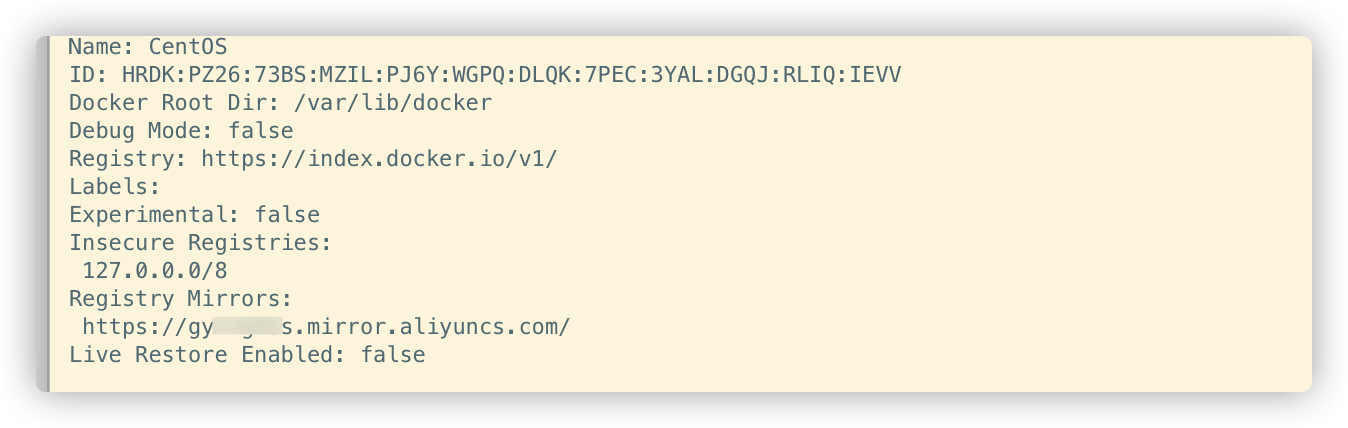 Name: CentOS
ID: HRDK:PZ26:73BS:MZIL:PJ6Y:WGPQ:DLQK:7PEC:3YAL:DGQJ:RLIQ:IEVV
Docker Root Dir: /var/lib/docker
Debug Mode: false
Registry: https://index.docker.io/v1/
Labels:
Experimental: false
Insecure Registries:
127.0.0.0/8
Registry Mirrors:
https://gy s.mirror.aliyuncs.com/
Live Restore Enabled: false